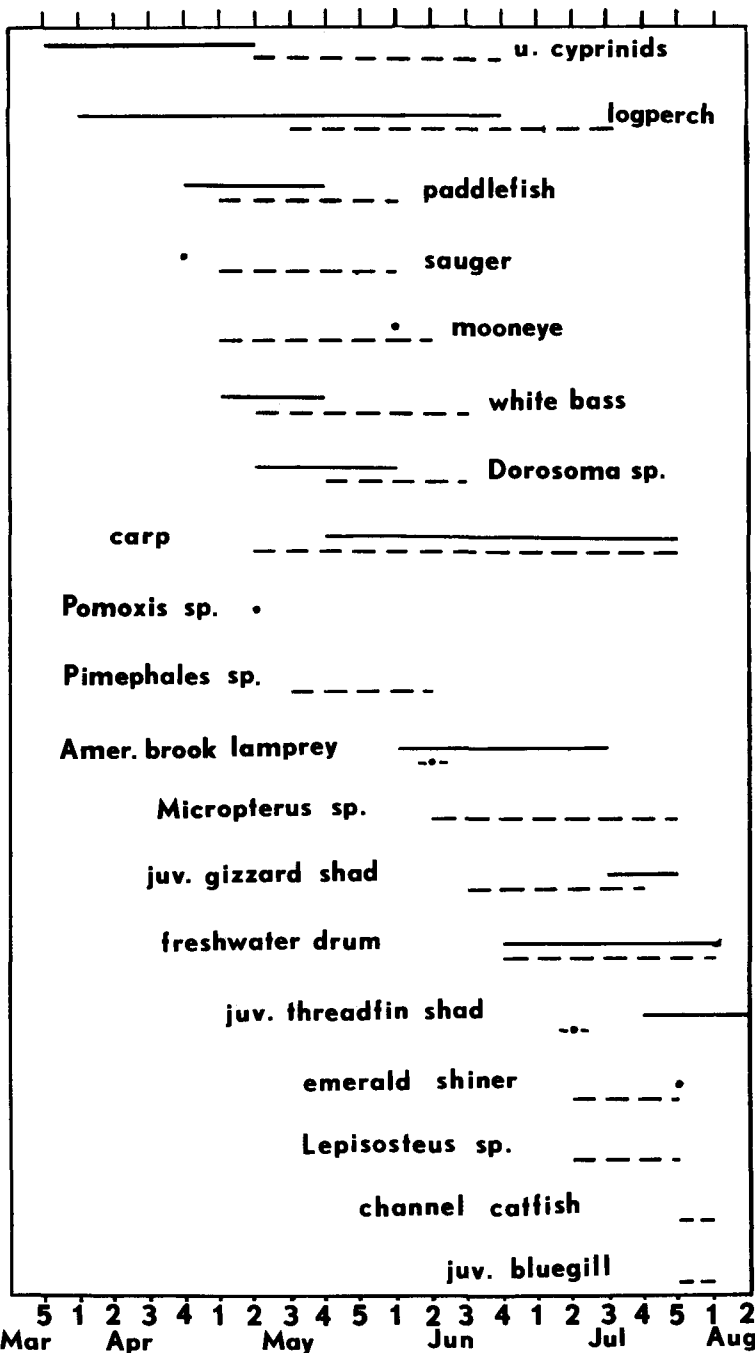 u. cyprinids
logperch
paddlefish
sauger
mooneye
white bass
Dorosoma sp.
carp
Pomoxis sp.
Pimephales sp.
Amer. brook lamprey
Micropterus sp.
juv. gizzard shad
freshwater drum
juv. threadfin shad
emerald shiner
Lepisosteus sp.
channel catfish
juv. bluegill
5 1 2 3 4 1 2 3 4 5 1 2 3 4 1 2 3 4 5 1 2
Mar Apr May Jun Jul Aug